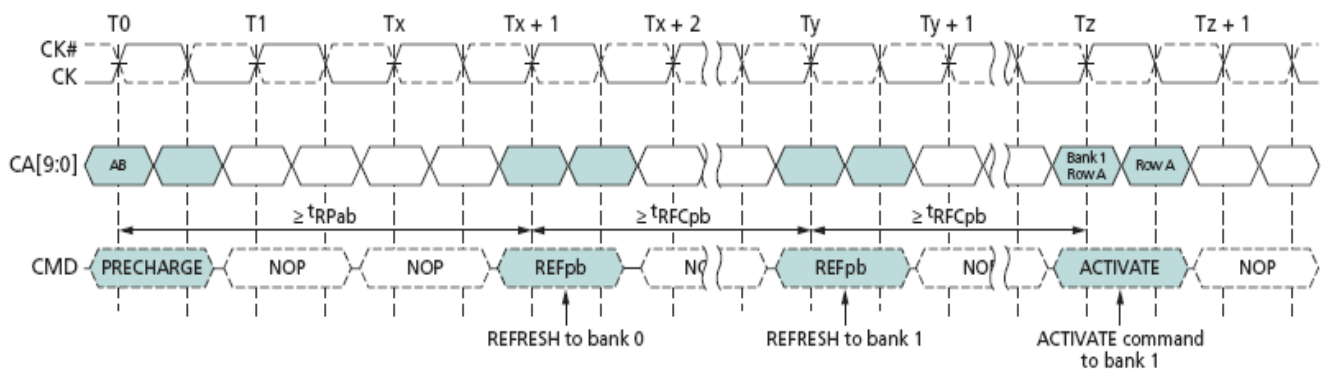 T0 T1 Tx Tx + 1 Tx + 2 Ty Ty + 1 Tz Tz + 1
CK#
CK
CA[9:0] AB Bank 1 Row A Row A
≥ tRPab ≥ tRFCpb ≥ tRFCpb
CMD PRECHARGE NOP NOP REFpb NO REFpb NOP ACTIVATE NOP
REFRESH to bank 0 REFRESH to bank 1 ACTIVATE command
to bank 1